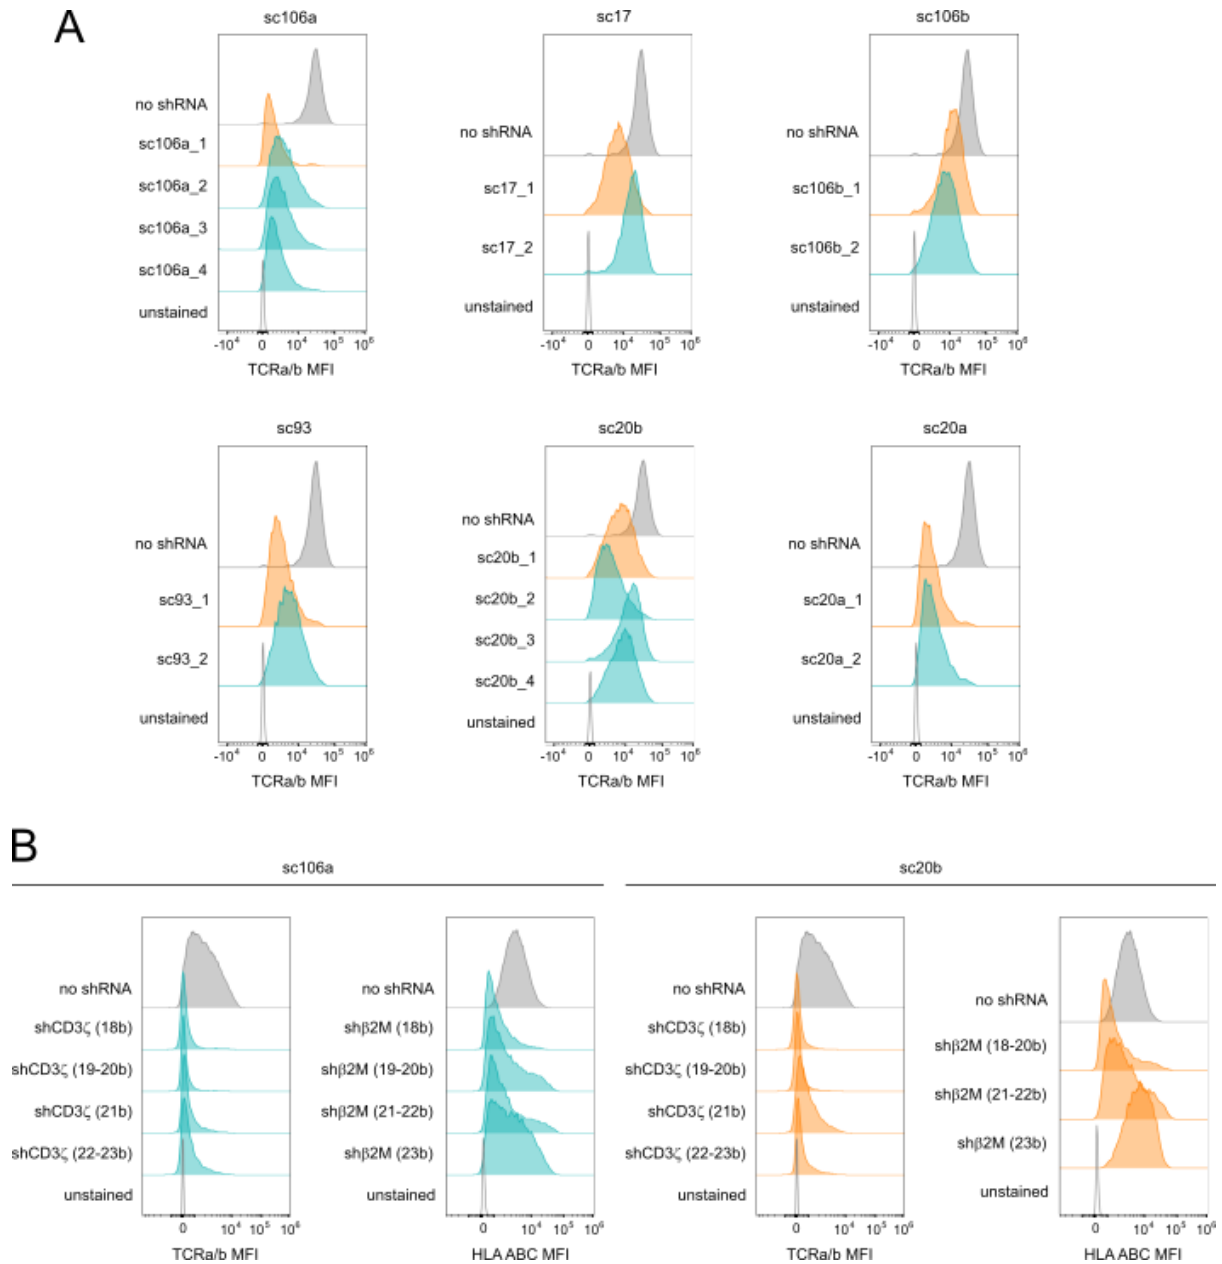 A
sc106a
no shRNA
sc106a_1
sc106a_2
sc106a_3
sc106a_4
unstained
-10⁴ 0 10⁴ 10⁵ 10⁶
TCRa/b MFI
sc17
no shRNA
sc17_1
sc17_2
unstained
-10⁴ 0 10⁴ 10⁵ 10⁶
TCRa/b MFI
sc106b
no shRNA
sc106b_1
sc106b_2
unstained
-10⁴ 0 10⁴ 10⁵ 10⁶
TCRa/b MFI
sc93
no shRNA
sc93_1
sc93_2
unstained
-10⁴ 0 10⁴ 10⁵ 10⁶
TCRa/b MFI
sc20b
no shRNA
sc20b_1
sc20b_2
sc20b_3
sc20b_4
unstained
-10⁴ 0 10⁴ 10⁵ 10⁶
TCRa/b MFI
sc20a
no shRNA
sc20a_1
sc20a_2
unstained
-10⁴ 0 10⁴ 10⁵ 10⁶
TCRa/b MFI
B
sc106a
no shRNA
shCD3ζ (18b)
shCD3ζ (19-20b)
shCD3ζ (21b)
shCD3ζ (22-23b)
unstained
0 10⁴ 10⁵ 10⁶
TCRa/b MFI
no shRNA
shβ2M (18b)
shβ2M (19-20b)
shβ2M (21-22b)
shβ2M (23b)
unstained
0 10⁴ 10⁵ 10⁶
HLA ABC MFI
sc20b
no shRNA
shCD3ζ (18b)
shCD3ζ (19-20b)
shCD3ζ (21b)
shCD3ζ (22-23b)
unstained
0 10⁴ 10⁵ 10⁶
TCRa/b MFI
no shRNA
shβ2M (18-20b)
shβ2M (21-22b)
shβ2M (23b)
unstained
0 10⁴ 10⁵ 10⁶
HLA ABC MFI